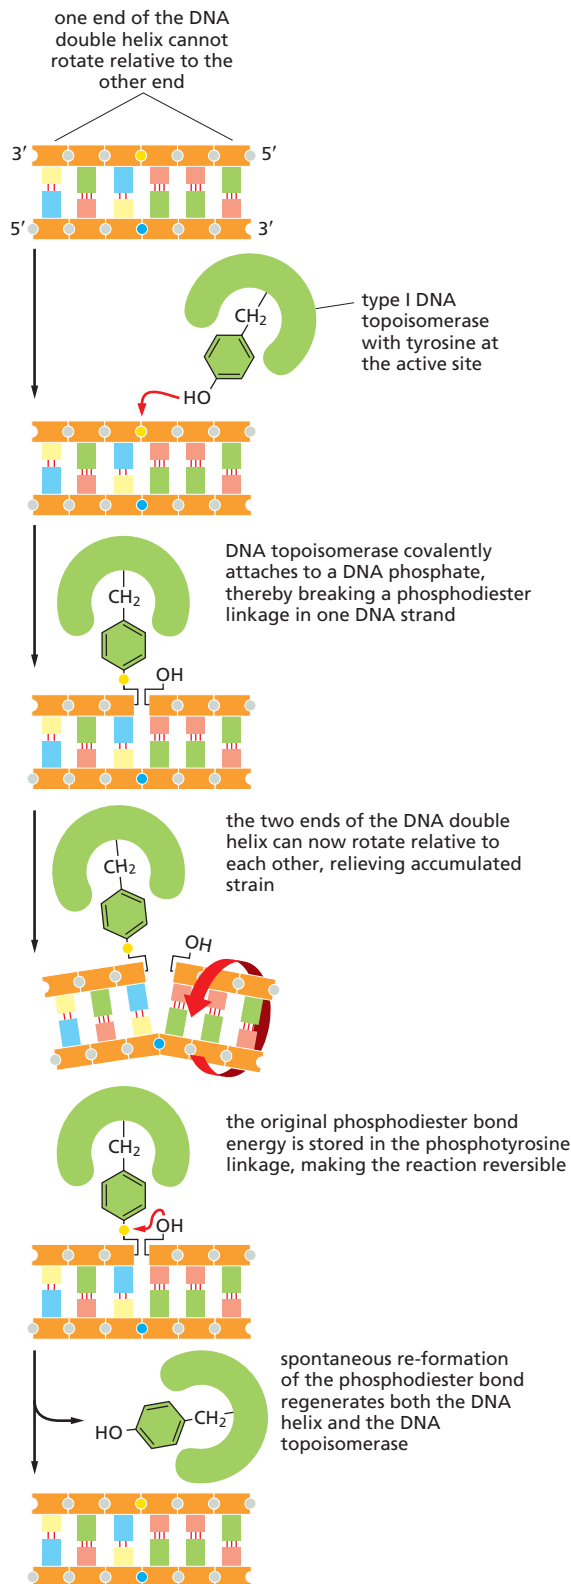 one end of the DNA
double helix cannot
rotate relative to the
other end
3′ 5′
5′ 3′
CH2
type I DNA
topoisomerase
with tyrosine at
the active site
HO
DNA topoisomerase covalently
attaches to a DNA phosphate,
thereby breaking a phosphodiester
linkage in one DNA strand
CH2
OH
the two ends of the DNA double
helix can now rotate relative to
each other, relieving accumulated
strain
CH2
OH
the original phosphodiester bond
energy is stored in the phosphotyrosine
linkage, making the reaction reversible
CH2
OH
spontaneous re-formation
of the phosphodiester bond
regenerates both the DNA
helix and the DNA
topoisomerase
CH2
HO